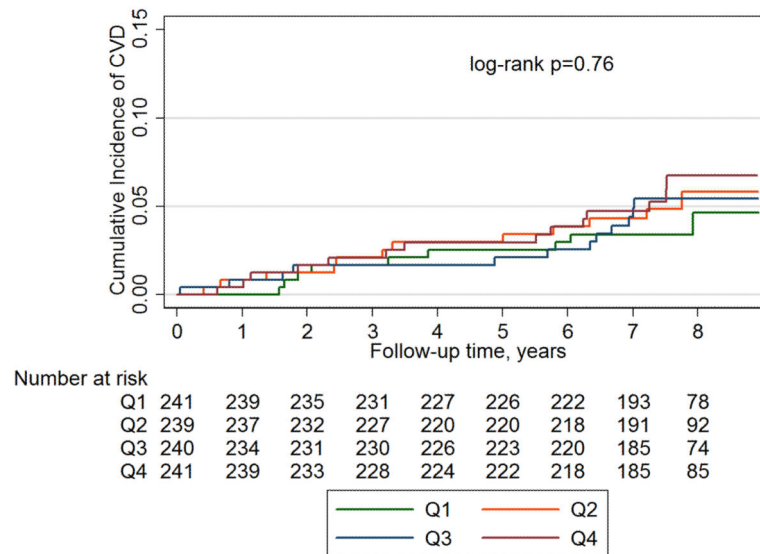 Cumulative Incidence of CVD
0.15
0.10
0.05
0.00
log-rank p=0.76
0 1 2 3 4 5 6 7 8
Follow-up time, years
Number at risk
Q1 241 239 235 231 227 226 222 193 78
Q2 239 237 232 227 220 220 218 191 92
Q3 240 234 231 230 226 223 220 185 74
Q4 241 239 233 228 224 222 218 185 85
Q1 Q2
Q3 Q4